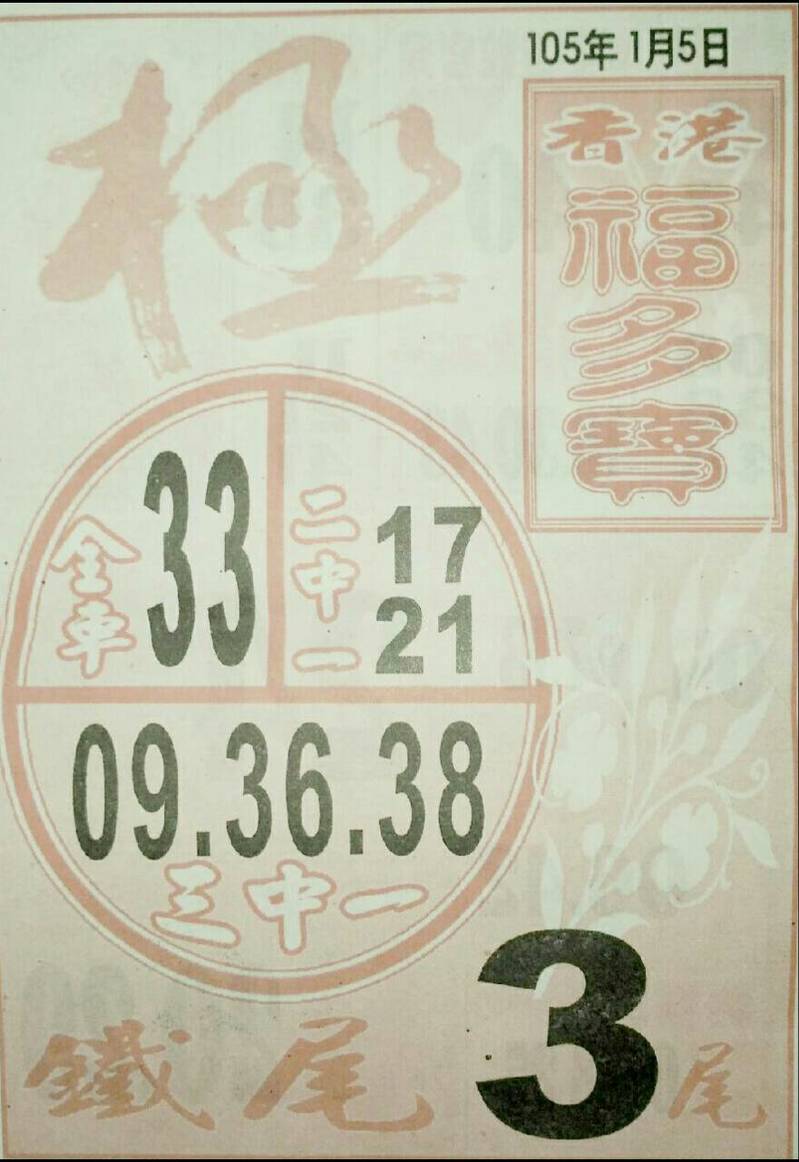 105年 1月5日
極
香港
福多寶
全車
33
二中一
17
21
09.36.38
三中一
鐵尾
3
尾